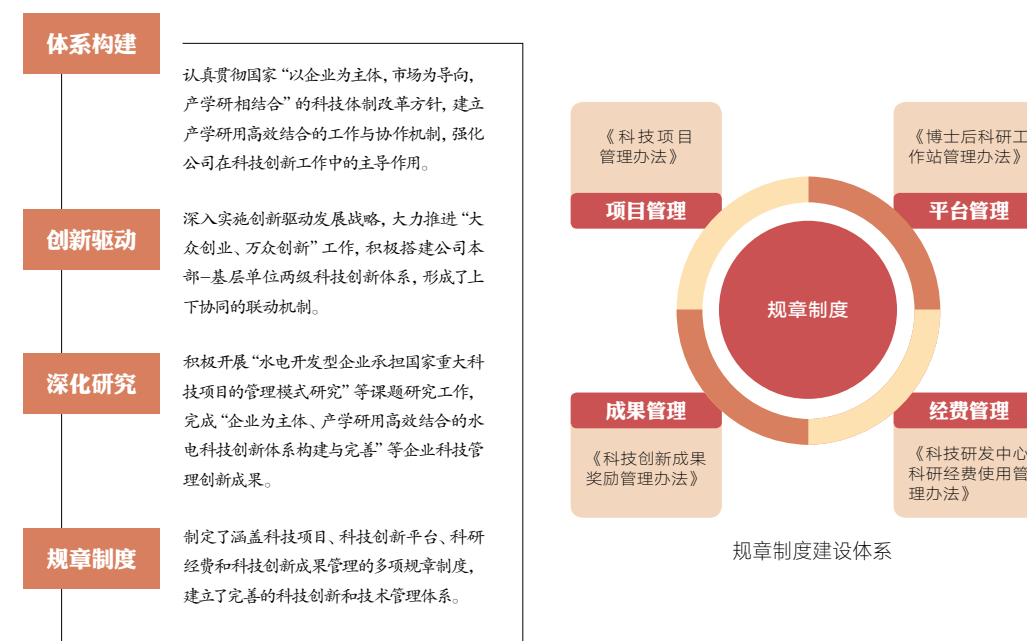 体系构建
认真贯彻国家“以企业为主体,市场为导向,
产学研相结合”的科技体制改革方针,建立
产学研用高效结合的工作与协作机制,强化
公司在科技创新工作中的主导作用。
创新驱动
深入实施创新驱动发展战略,大力推进“大
众创业、万众创新”工作,积极搭建公司本
部–基层单位两级科技创新体系,形成了上
下协同的联动机制。
深化研究
积极开展“水电开发型企业承担国家重大科
技项目的管理模式研究”等课题研究工作,
完成“企业为主体、产学研用高效结合的水
电科技创新体系构建与完善”等企业科技管
理创新成果。
规章制度
制定了涵盖科技项目、科技创新平台、科研
经费和科技创新成果管理的多项规章制度,
建立了完善的科技创新和技术管理体系。
《科技项目
管理办法》
项目管理
《博士后科研工
作站管理办法》
平台管理
规章制度
成果管理
《科技创新成果
奖励管理办法》
经费管理
《科技研发中心
科研经费使用管
理办法》
规章制度建设体系